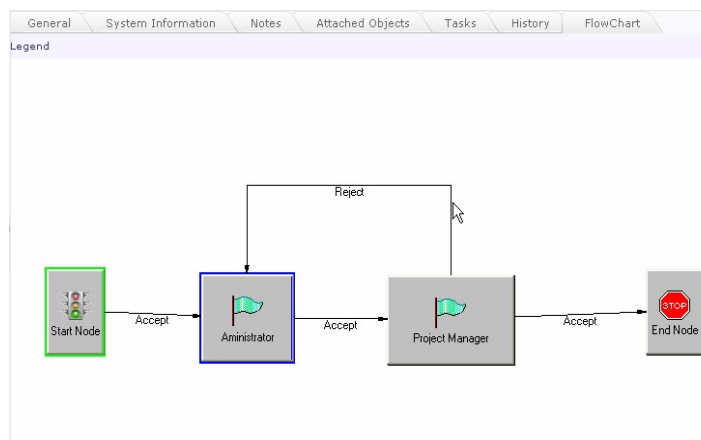 General System Information Notes Attached Objects Tasks History FlowChart
Legend
Reject
Start Node
Accept
Aministrator
Accept
Project Manager
Accept
STOP
End Node